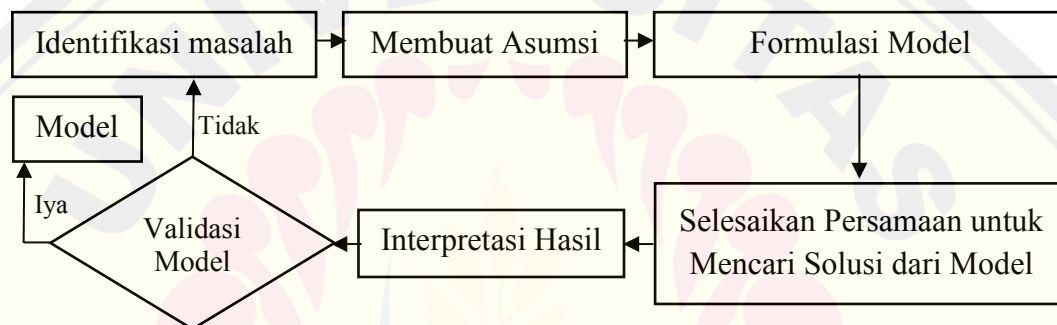 Identifikasi masalah
Membuat Asumsi
Formulasi Model
Model
Tidak
Iya
Validasi
Model
Interpretasi Hasil
Selesaikan Persamaan untuk
Mencari Solusi dari Model